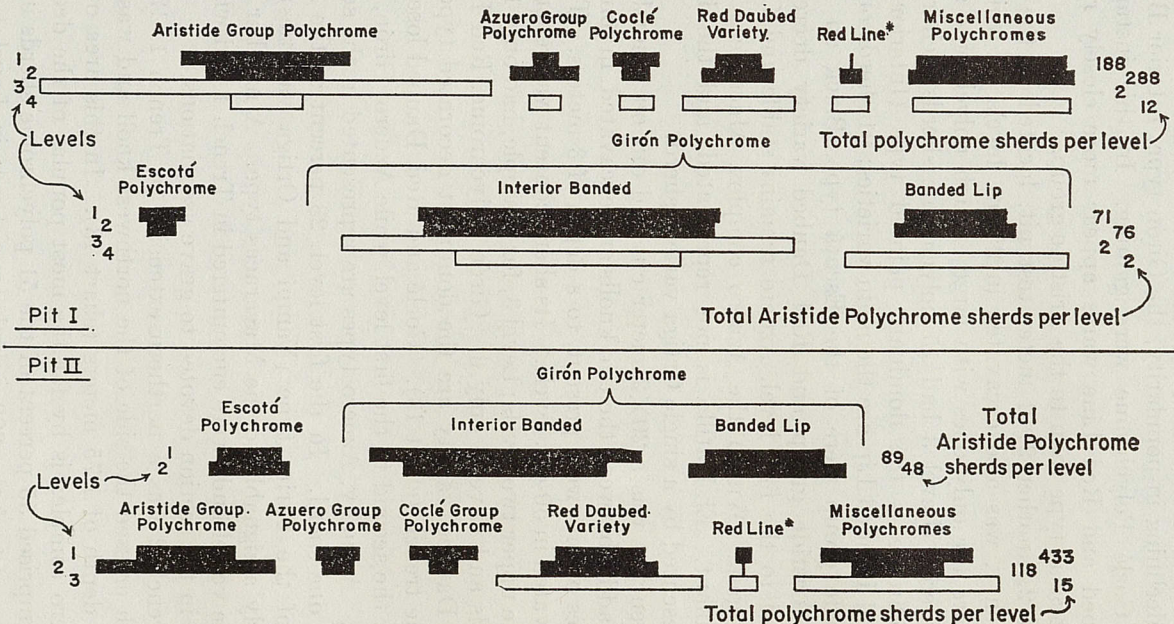 Aristide Group Polychrome
Azuero Group Polychrome
Coclé Polychrome
Red Daubed Variety.
Red Line*
Miscellaneous Polychromes
1
2
3
4
188
288
2
12
Levels
Total polychrome sherds per level
Girón Polychrome
Escotá Polychrome
Interior Banded
Banded Lip
1
2
3
4
71
76
2
2
Pit I
Total Aristide Polychrome sherds per level
Pit II
Girón Polychrome
Escotá Polychrome
Interior Banded
Banded Lip
Total Aristide Polychrome sherds per level
1
2
89
48
Levels
Aristide Group. Polychrome
Azuero Group Polychrome
Coclé Group Polychrome
Red Daubed. Variety
Red Line*
Miscellaneous Polychromes
1
2
3
433
118
15
Total polychrome sherds per level